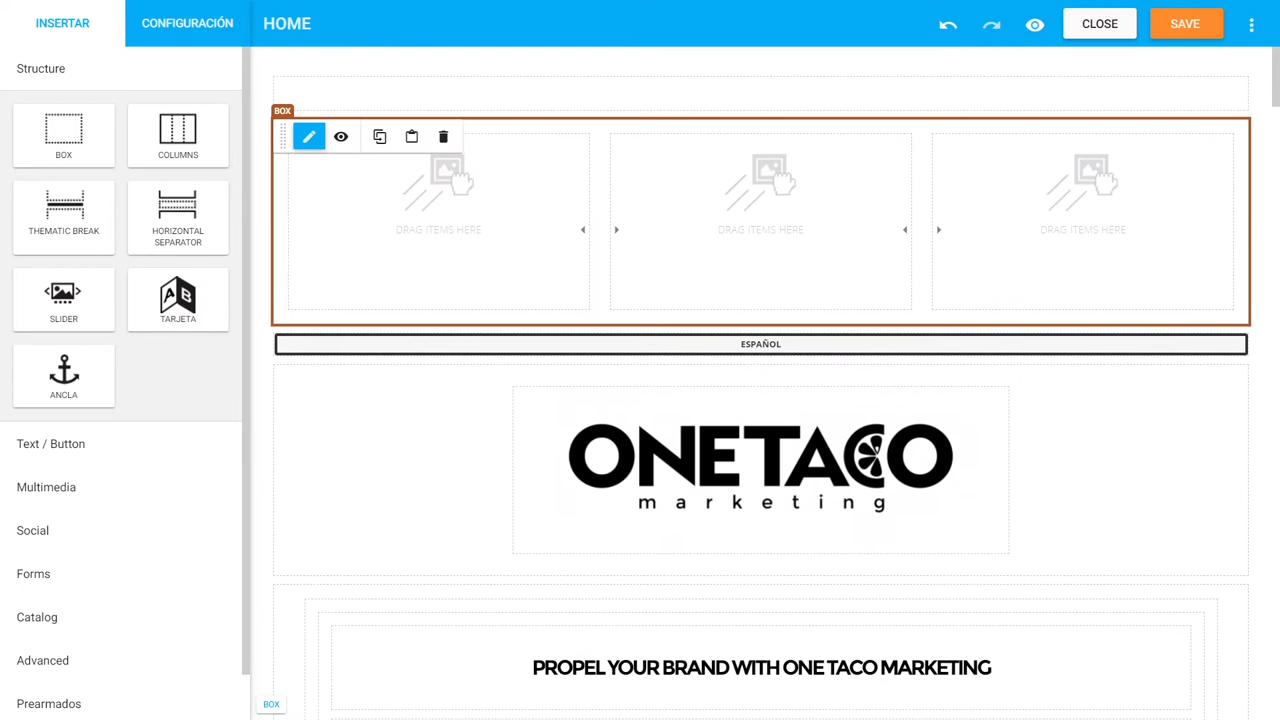 INSERTAR
CONFIGURACIÓN
HOME
CLOSE
SAVE
Structure
BOX
COLUMNS
THEMATIC BREAK
HORIZONTAL
SEPARATOR
SLIDER
AB
TARJETA
ANCLA
Text / Button
Multimedia
Social
Forms
Catalog
Advanced
Prearmados
BOX
DRAG ITEMS HERE
DRAG ITEMS HERE
DRAG ITEMS HERE
ESPAÑOL
ONETACO
marketing
PROPEL YOUR BRAND WITH ONE TACO MARKETING
BOX